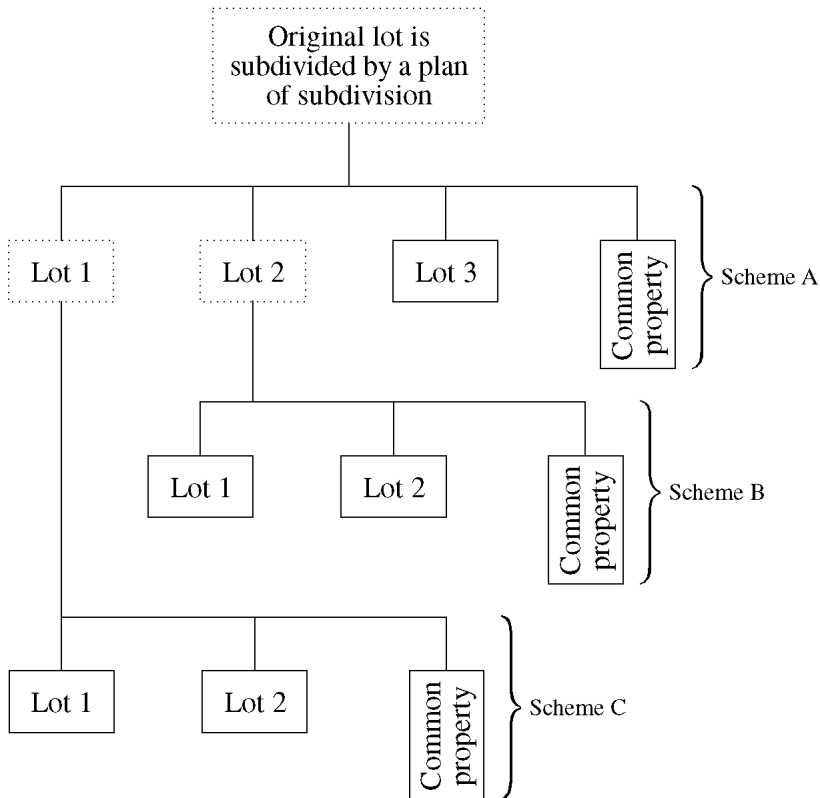 Original lot is
subdivided by a plan
of subdivision
Lot 1
Lot 2
Lot 3
Common
property
Scheme A
Lot 1
Lot 2
Common
property
Scheme B
Lot 1
Lot 2
Common
property
Scheme C